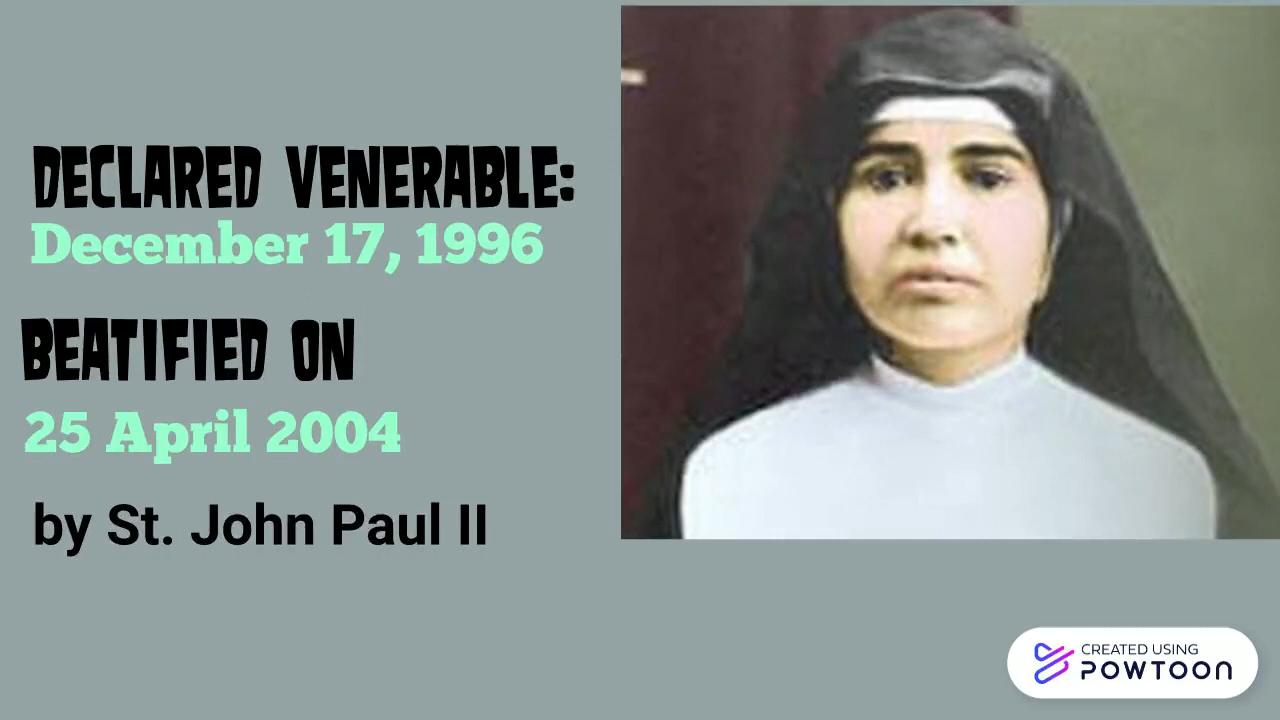 DECLARED VENERABLE:
December 17, 1996
BEATIFIED ON
25 April 2004
by St. John Paul II
CREATED USING
POWTOON